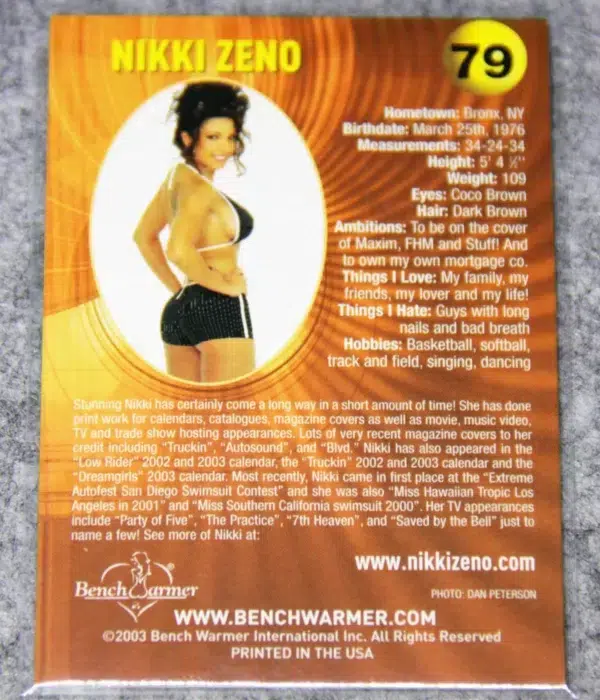 NIKKI ZENO
79
Hometown: Bronx, NY
Birthdate: March 25th, 1976
Measurements: 34-24-34
Height: 5' 4 ½"
Weight: 109
Eyes: Coco Brown
Hair: Dark Brown
Ambitions: To be on the cover
of Maxim, FHM and Stuff! And
to own my own mortgage co.
Things I Love: My family, my
friends, my lover and my life!
Things I Hate: Guys with long
nails and bad breath
Hobbies: Basketball, softball,
track and field, singing, dancing
Stunning Nikki has certainly come a long way in a short amount of time! She has done
print work for calendars, catalogues, magazine covers as well as movie, music video,
TV and trade show hosting appearances. Lots of very recent magazine covers to her
credit including "Truckin", "Autosound", and "Blvd." Nikki has also appeared in the
"Low Rider" 2002 and 2003 calendar, the "Truckin" 2002 and 2003 calendar and the
"Dreamgirls" 2003 calendar. Most recently, Nikki came in first place at the "Extreme
Autofest San Diego Swimsuit Contest" and she was also "Miss Hawaiian Tropic Los
Angeles in 2001" and "Miss Southern California swimsuit 2000". Her TV appearances
include "Party of Five", "The Practice", "7th Heaven", and "Saved by the Bell" just to
name a few! See more of Nikki at:
www.nikkizeno.com
Bench Warmer ®
PHOTO: DAN PETERSON
WWW.BENCHWARMER.COM
©2003 Bench Warmer International Inc. All Rights Reserved
PRINTED IN THE USA